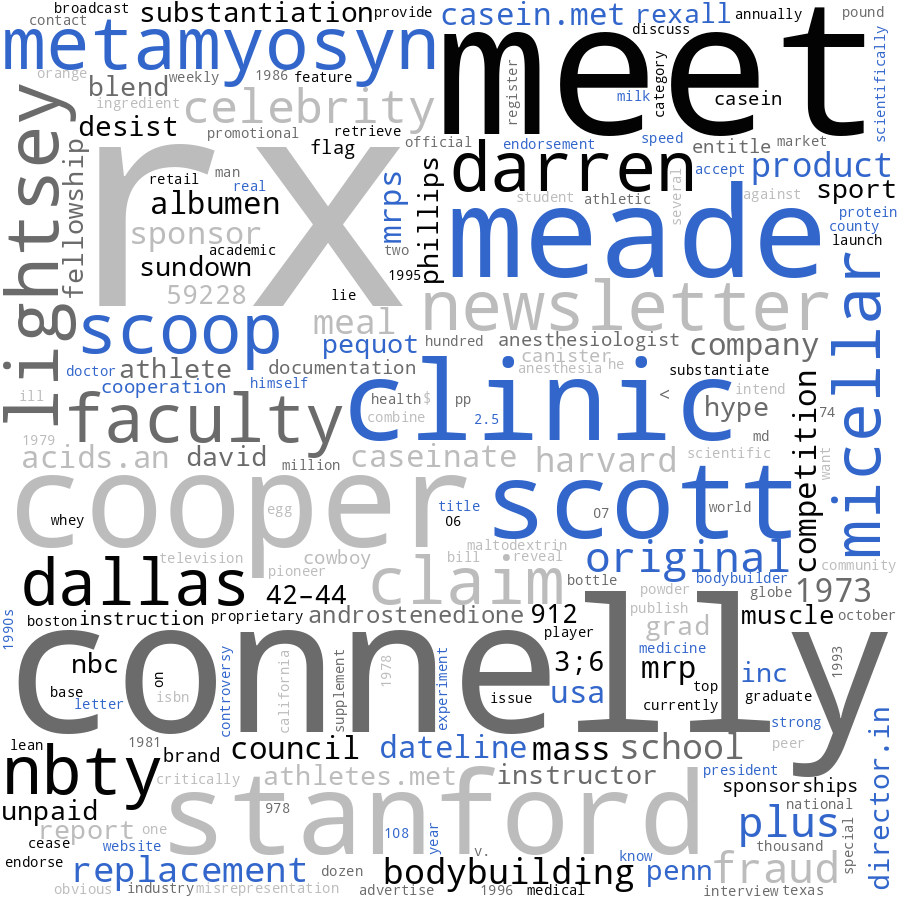 broadcast
substantiation
provide
casein.met
rexall
annually
pound
contact
metamyosyn
meet
discuss
category
scientifically
orange
weekly
1986
feature
blend
ingredient
celebrity
register
milk
casein
lightsey
desist
promotional
retrieve
flag
official
endorsement
speed
entitle
market
fellowship
rx
man
retail
real
mrps
phillips
darren
accept
product
albumen
student
athletic
several
against
sport
sponsor
academic
two
meade
protein
county
launch
sundown
1995
59228
lie
newsletter
micellar
scoop
meal
pequot
hundred
anesthesiologist
company
canister
doctor
athlete
documentation
anesthesia
he
substantiate
cooperation
himself
clinic
intend
ill
faculty
health
$
pp
<
hype
competition
combine
2.5
74
1979
md
acids.an
david
million
caseinate
harvard
scientific
want
cooper
scott
egg
title
06
07
world
whey
maltodextrin
original
television
cowboy
bill
reveal
community
dallas
pioneer
claim
bottle
bodybuilder
42–44
powder
globe
1973
1990s
boston
instruction
proprietary
androstenedione
912
publish
muscle
october
connelly
grad
player
medicine
nbc
controversy
california
supplement
1978
experiment
3;6
mrp
inc
1993
base
on
isbn
letter
issue
usa
top
graduate
currently
strong
lean
1981
brand
council
dateline
mass
school
peer
director.in
nbty
critically
athletes.met
instructor
president
sponsorships
unpaid
stanford
978
national
report
one
108
year
plus
cease
website
v.
thousand
special
endorse
replacement
dozen
bodybuilding
know
penn
fraud
obvious
industry
misrepresentation
advertise
1996
medical
interview
texas